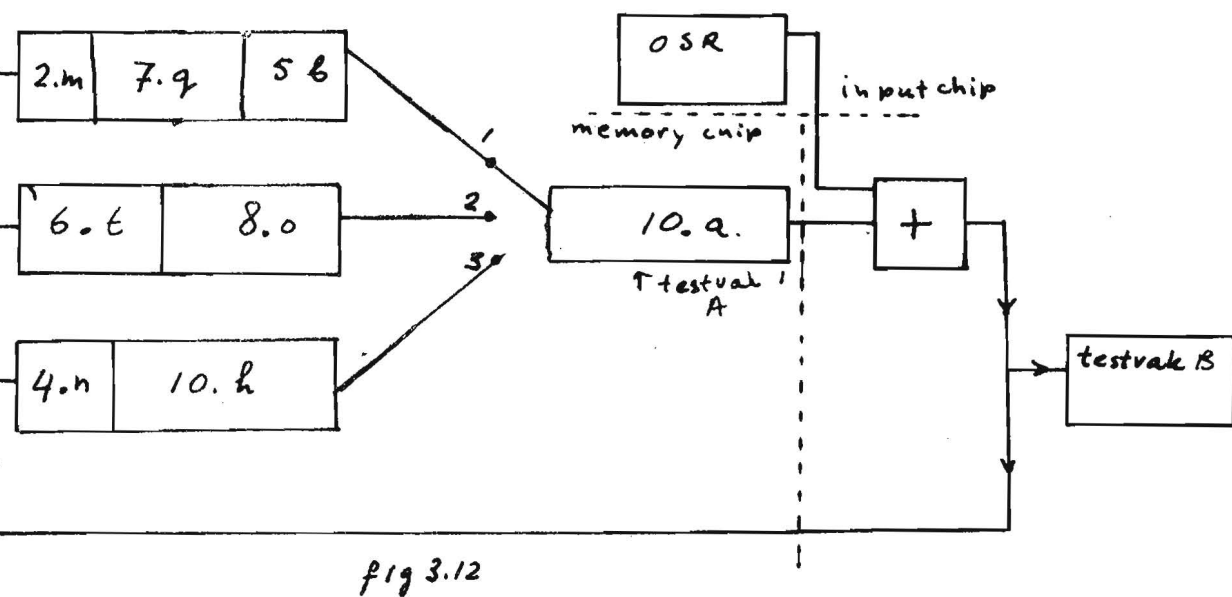 2.m 7.q 5 b
OSR
input chip
memory chip
1
2
3
6.t 8.o
10.a.
+
↑ testvak 1
A
4.n 10.h
testvak B
fig 3.12